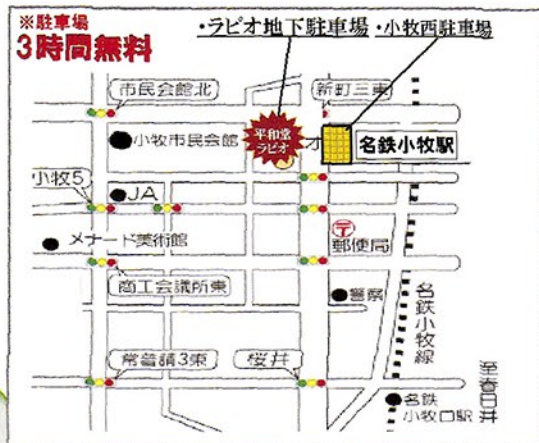 ※駐車場
3時間無料
・ラピオ地下駐車場
・小牧西駐車場
市民会館北
新町三東
小牧市民会館
平和堂
ラピオ
オ
名鉄小牧駅
小牧5
JA
メナード美術館
〒
郵便局
商工会議所東
警察
名鉄小牧線
常普請3東
桜井
至春日井
名鉄
小牧口駅